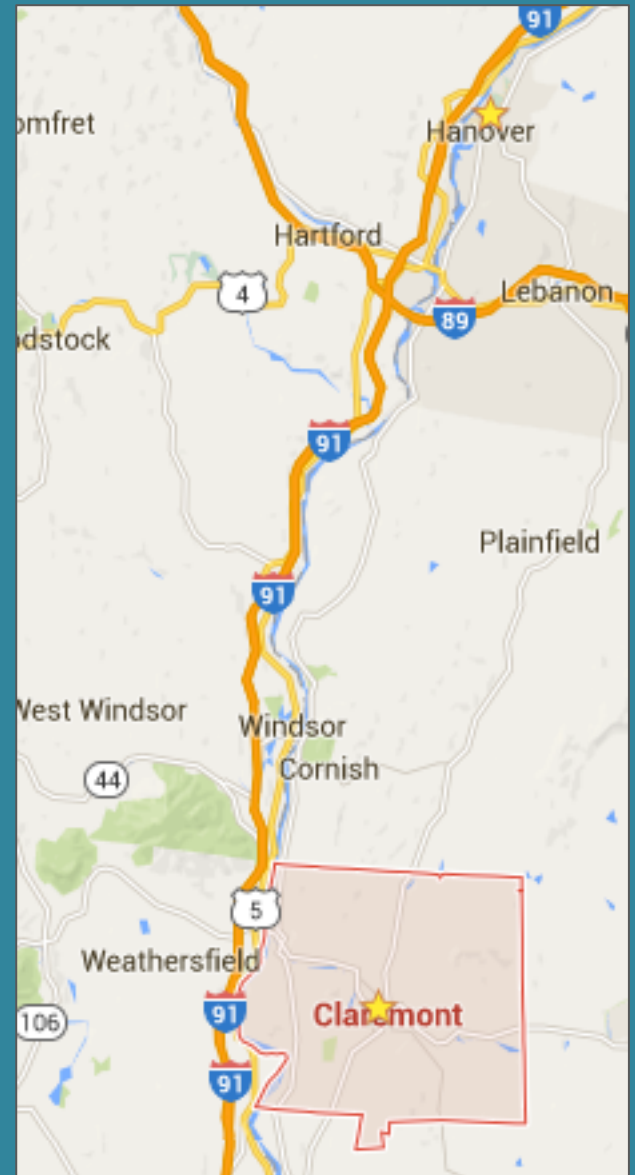 91
omfret
Hanover
Hartford
4
Lebanon
89
dstock
91
Plainfield
91
West Windsor
Windsor
44
Cornish
5
Weathersfield
91
Claremont
106
91